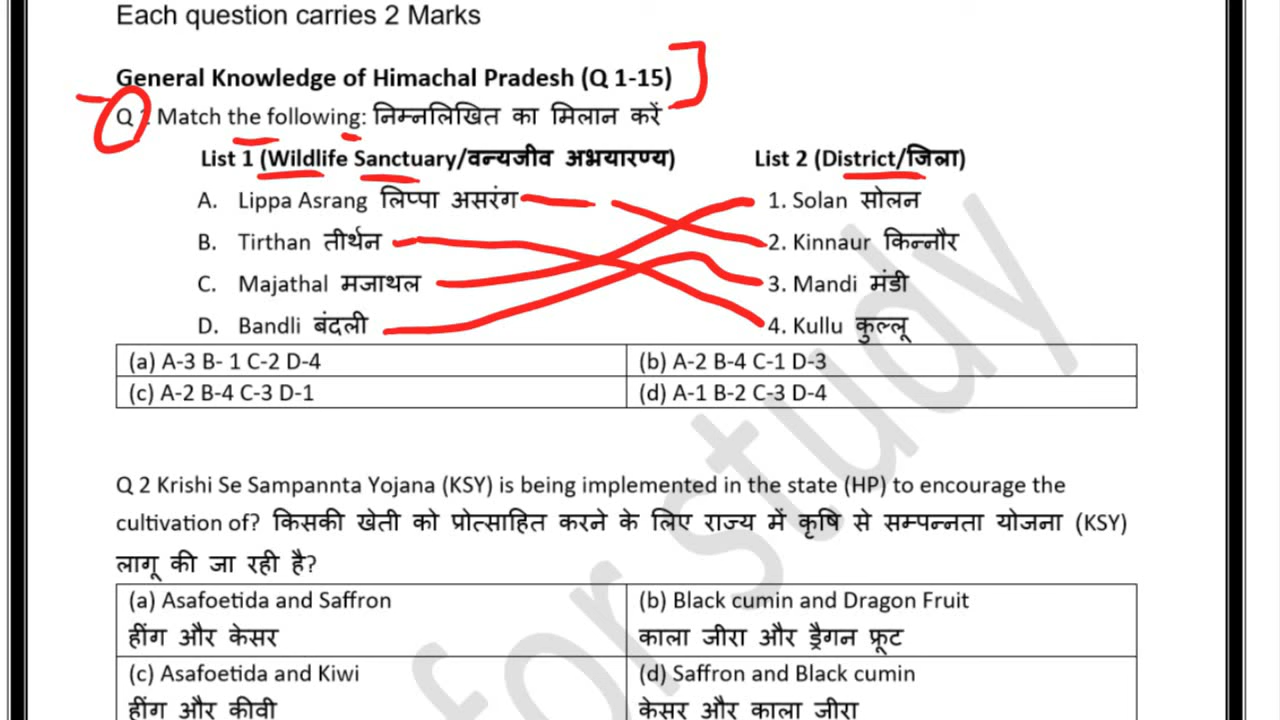 Each question carries 2 Marks
General Knowledge of Himachal Pradesh (Q 1-15)
Q 1 Match the following: निम्नलिखित का मिलान करें
List 1 (Wildlife Sanctuary/वन्यजीव अभयारण्य) List 2 (District/जिला)
A. Lippa Asrang लिप्पा असरंग 1. Solan सोलन
B. Tirthan तीर्थन 2. Kinnaur किन्नौर
C. Majathal मजाथल 3. Mandi मंडी
D. Bandli बंदली 4. Kullu कुल्लू
(a) A-3 B- 1 C-2 D-4 (b) A-2 B-4 C-1 D-3
(c) A-2 B-4 C-3 D-1 (d) A-1 B-2 C-3 D-4
Q 2 Krishi Se Sampannta Yojana (KSY) is being implemented in the state (HP) to encourage the
cultivation of? किसकी खेती को प्रोत्साहित करने के लिए राज्य में कृषि से सम्पन्नता योजना (KSY)
लागू की जा रही है?
(a) Asafoetida and Saffron (b) Black cumin and Dragon Fruit
हींग और केसर काला जीरा और ड्रैगन फ्रूट
(c) Asafoetida and Kiwi (d) Saffron and Black cumin
हींग और कीवी केसर और काला जीरा
for study